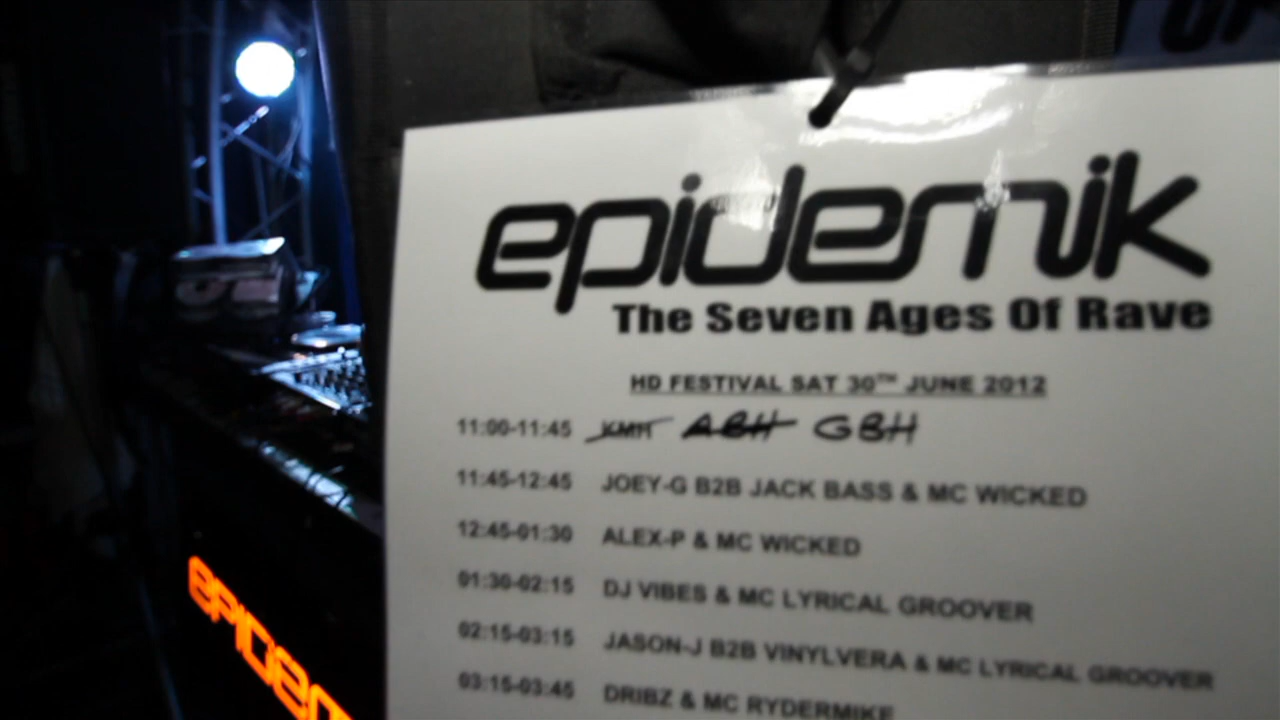 epidemik
The Seven Ages Of Rave
HD FESTIVAL SAT 30TH JUNE 2012
11:00-11:45 KMH ABH GBH
11:45-12:45 JOEY-G B2B JACK BASS & MC WICKED
12:45-01:30 ALEX-P & MC WICKED
01:30-02:15 DJ VIBES & MC LYRICAL GROOVER
02:15-03:15 JASON-J B2B VINYLVERA & MC LYRICAL GROOVER
03:15-03:45 DRIBZ & MC RYDERMIKE
epidem